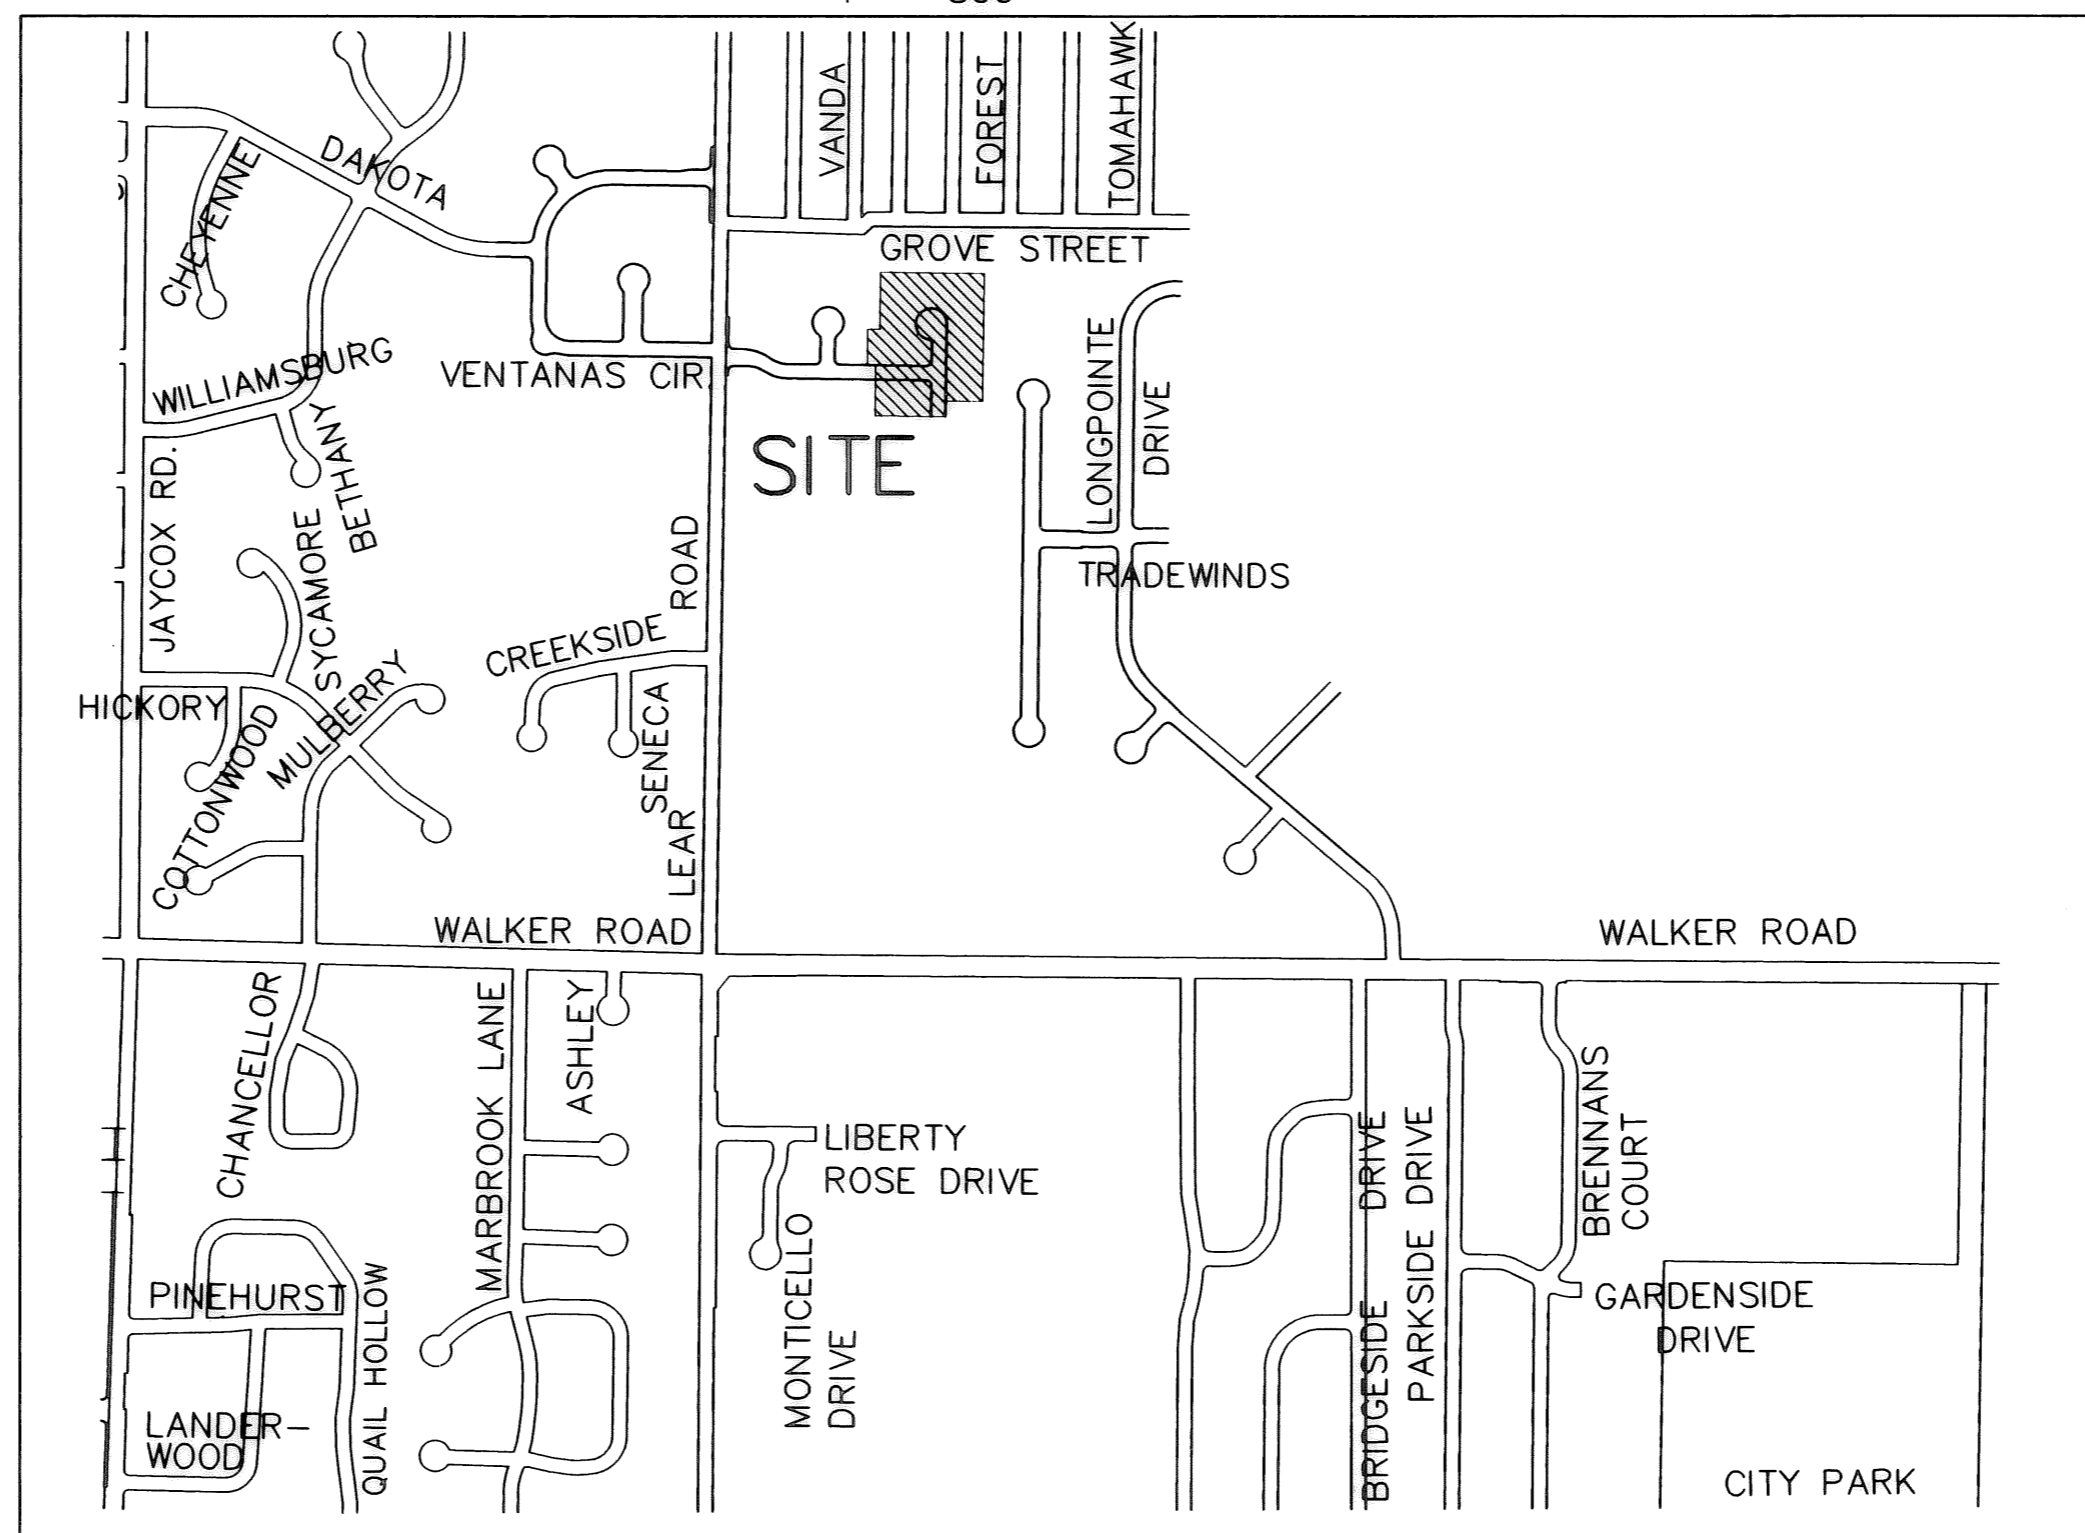 VANDA
FOREST
TOMAHAWK
DAKOTA
CHEYENNE
GROVE STREET
WILLIAMSBURG
VENTANAS CIR.
LONGPOINTE
DRIVE
SITE
BETHANY
JAYCOX RD.
SYCAMORE
ROAD
TRADEWINDS
CREEKSIDE
MULBERRY
HICKORY
COTTONWOOD
SENECA
LEAR
WALKER ROAD
WALKER ROAD
CHANCELLOR
MARBROOK LANE
ASHLEY
LIBERTY
ROSE DRIVE
BRENNANS
COURT
DRIVE
BRIDGESIDE
PARKSIDE DRIVE
MONTICELLO
DRIVE
PINEHURST
QUAIL HOLLOW
GARDENSIDE
DRIVE
LANDER-
WOOD
CITY PARK